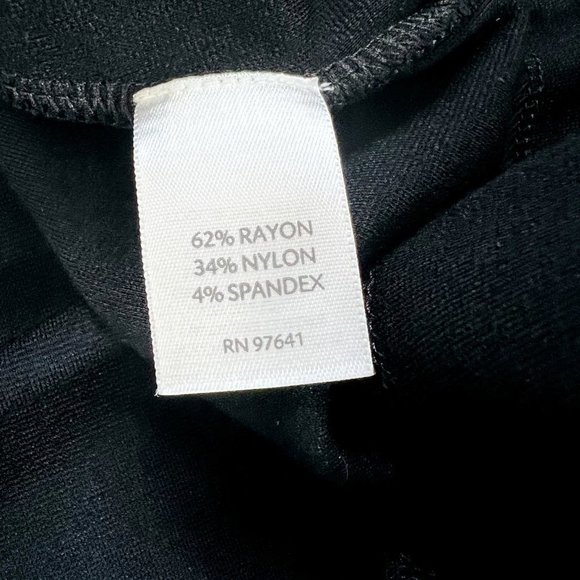 62% RAYON
34% NYLON
4% SPANDEX
RN 97641